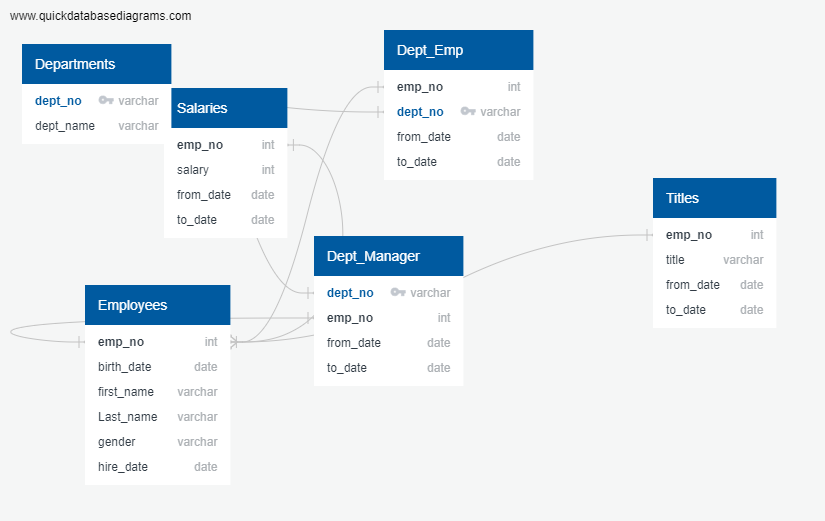 www.quickdatabasediagrams.com
Departments
dept_no varchar
dept_name varchar
Salaries
emp_no int
salary int
from_date date
to_date date
Dept_Emp
emp_no int
dept_no varchar
from_date date
to_date date
Titles
emp_no int
title varchar
from_date date
to_date date
Dept_Manager
dept_no varchar
emp_no int
from_date date
to_date date
Employees
emp_no int
birth_date date
first_name varchar
Last_name varchar
gender varchar
hire_date date